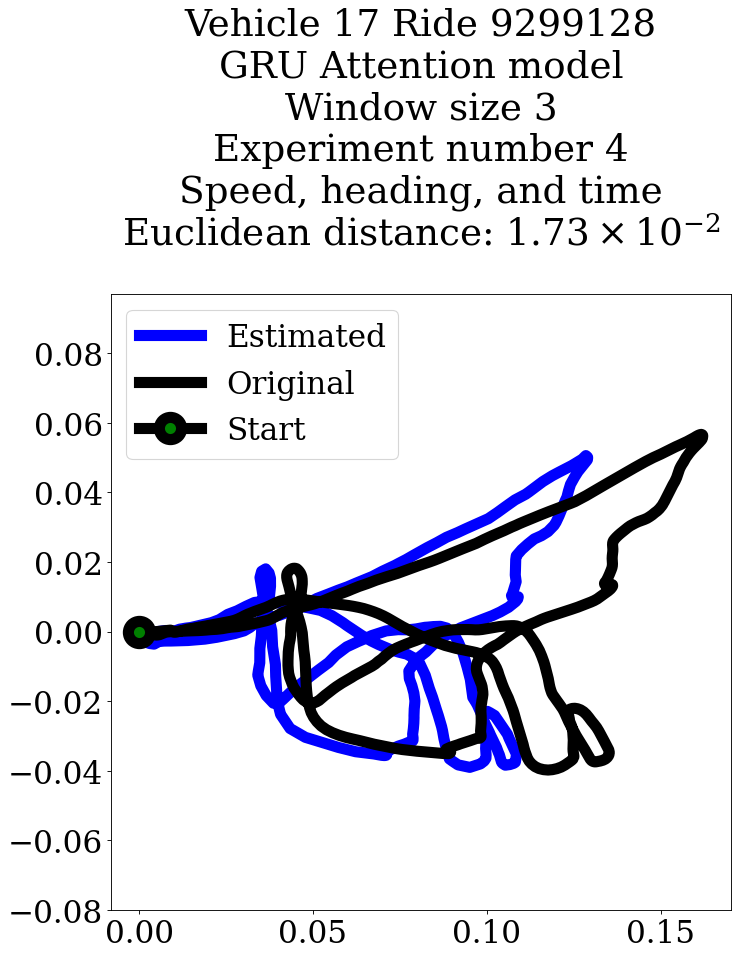 Vehicle 17 Ride 9299128
GRU Attention model
Window size 3
Experiment number 4
Speed, heading, and time
Euclidean distance: 1.73 × 10⁻²
Estimated
Original
Start
0.08
0.06
0.04
0.02
0.00
−0.02
−0.04
−0.06
−0.08
0.00 0.05 0.10 0.15